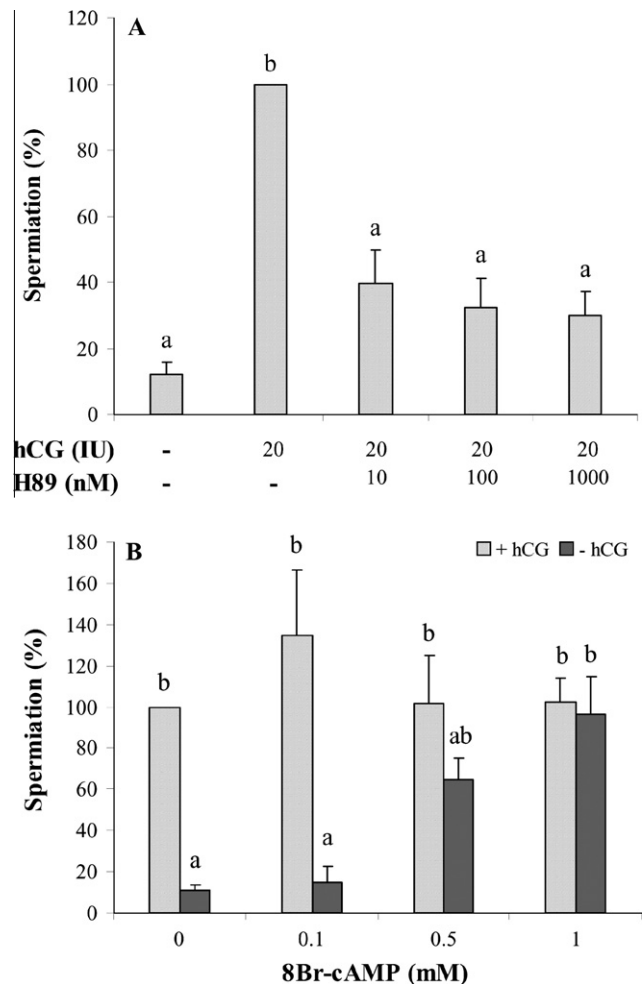 A
120
100
80
60
40
20
0
Spermiation (%)
a
b
a
a
a
hCG (IU) - 20 20 20 20
H89 (nM) - - 10 100 1000
B
+ hCG - hCG
180
160
140
120
100
80
60
40
20
0
Spermiation (%)
b
a
b
a
b
ab
b
b
0 0.1 0.5 1
8Br-cAMP (mM)